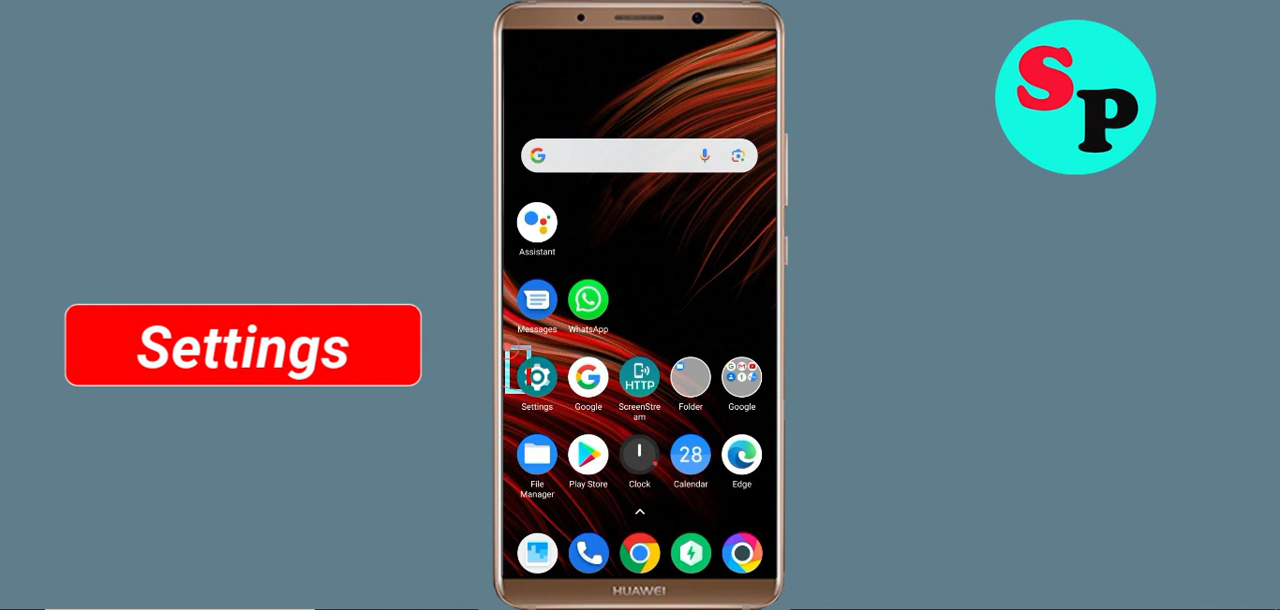 SP
Settings
Assistant
Messages WhatsApp
Settings Google ScreenStre
am Folder Google
HTTP
File
Manager Play Store Clock Calendar Edge
28
HUAWEI